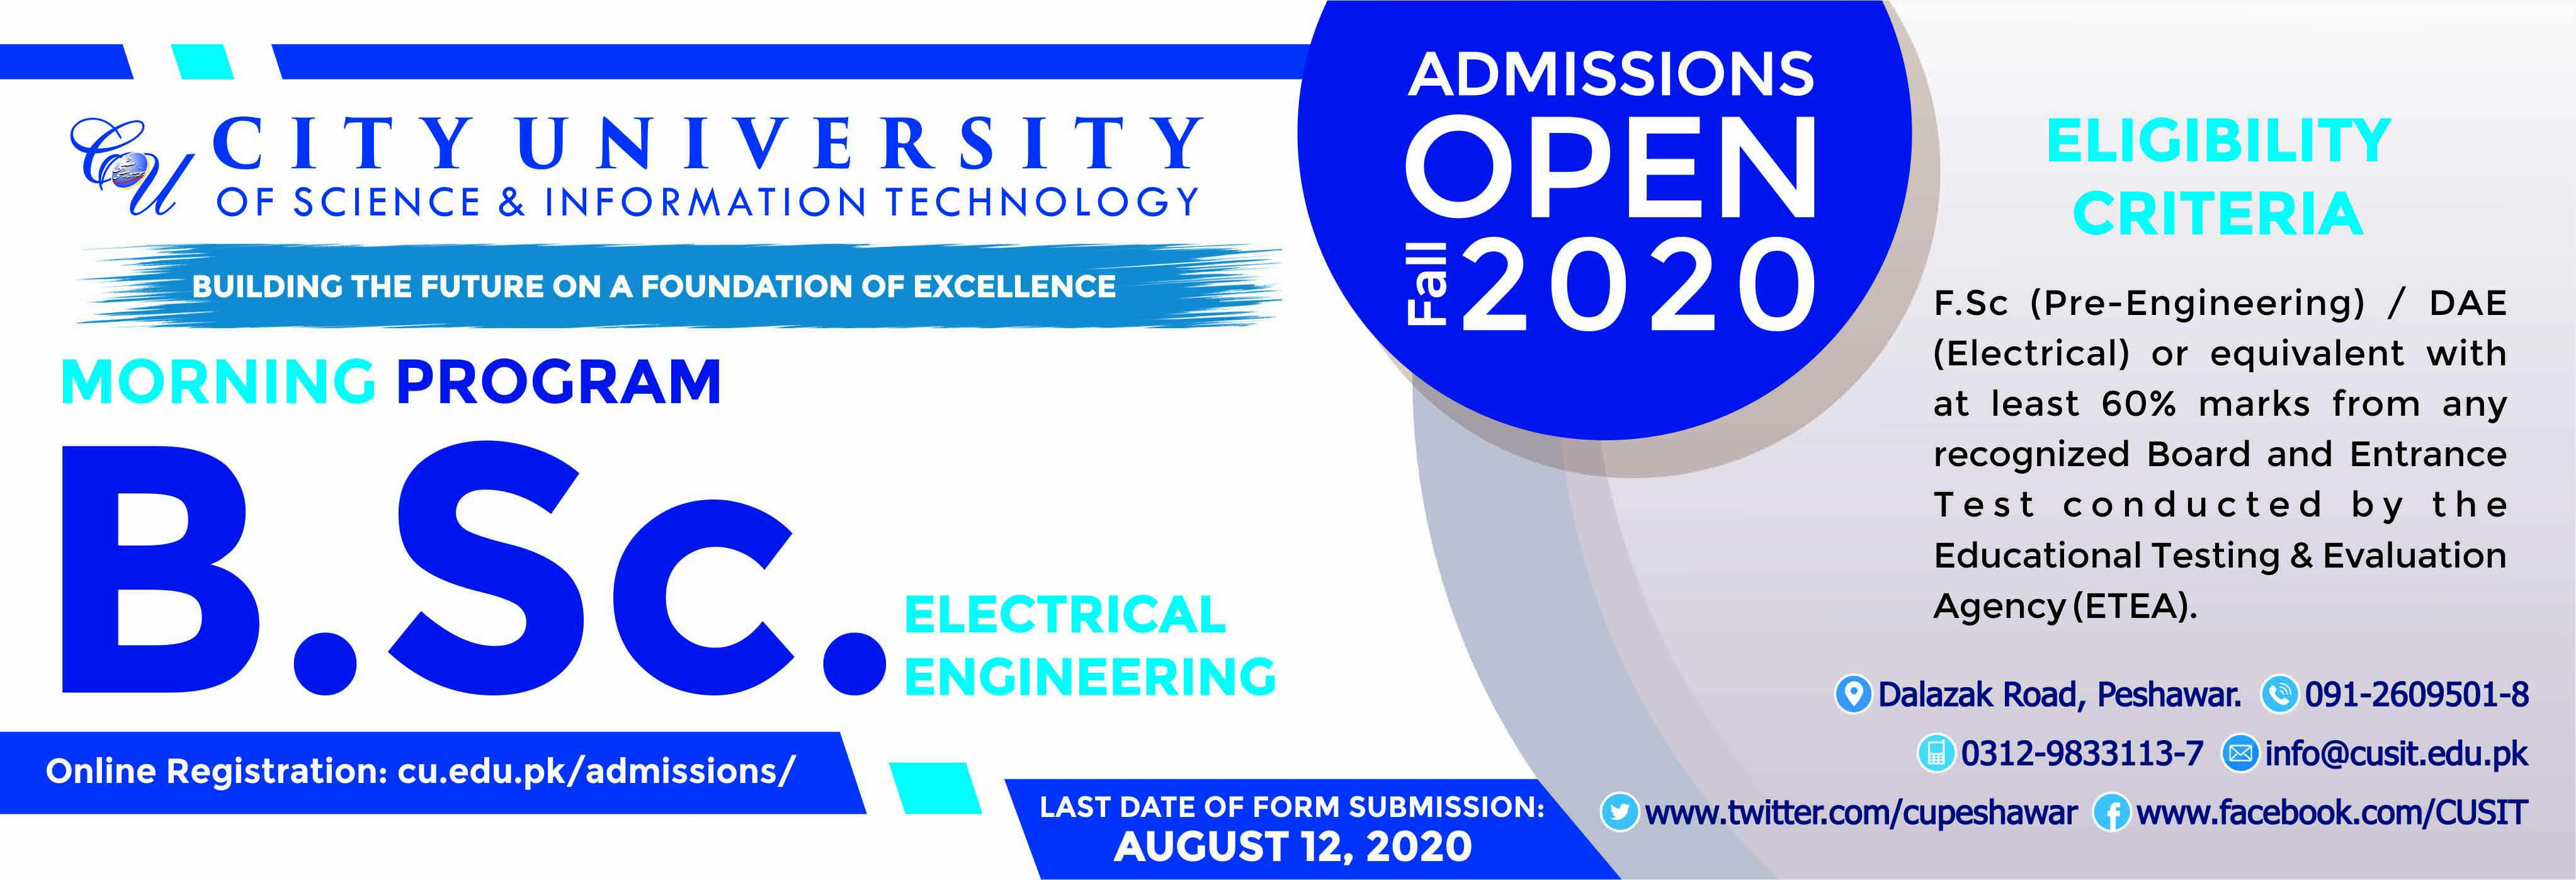 CU
CITY UNIVERSITY
OF SCIENCE & INFORMATION TECHNOLOGY
BUILDING THE FUTURE ON A FOUNDATION OF EXCELLENCE
MORNING PROGRAM
B.Sc.
ELECTRICAL
ENGINEERING
Online Registration: cu.edu.pk/admissions/
LAST DATE OF FORM SUBMISSION:
AUGUST 12, 2020
ADMISSIONS
OPEN
Fall 2020
ELIGIBILITY
CRITERIA
F.Sc (Pre-Engineering) / DAE
(Electrical) or equivalent with
at least 60% marks from any
recognized Board and Entrance
Test conducted by the
Educational Testing & Evaluation
Agency (ETEA).
Dalazak Road, Peshawar. 091-2609501-8
0312-9833113-7 info@cusit.edu.pk
www.twitter.com/cupeshawar www.facebook.com/CUSIT